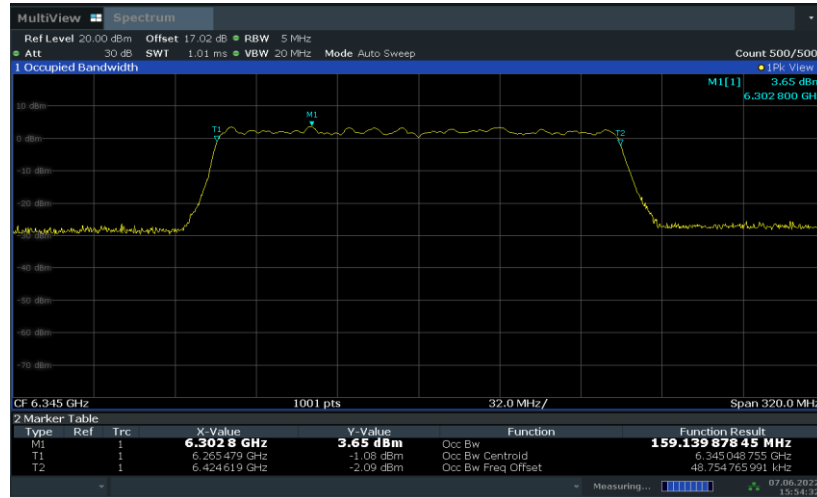 MultiView Spectrum
Ref Level 20.00 dBm Offset 17.02 dB RBW 5 MHz
Att 30 dB SWT 1.01 ms VBW 20 MHz Mode Auto Sweep Count 500/500
1 Occupied Bandwidth 1Pk View
M1[1] 3.65 dBm
6.302 800 GH
10 dBm
M1
T1
T2
0 dBm
-10 dBm
-20 dBm
-30 dBm
-40 dBm
-50 dBm
-60 dBm
-70 dBm
CF 6.345 GHz 1001 pts 32.0 MHz/ Span 320.0 MHz
2 Marker Table
Type Ref Trc X-Value Y-Value Function Function Result
M1 1 6.302 8 GHz 3.65 dBm Occ Bw 159.139 878 45 MHz
T1 1 6.265 479 GHz -1.08 dBm Occ Bw Centroid 6.345 048 755 GHz
T2 1 6.424 619 GHz -2.09 dBm Occ Bw Freq Offset 48.754 765 991 kHz
Measuring... 07.06.2022
15:54:32